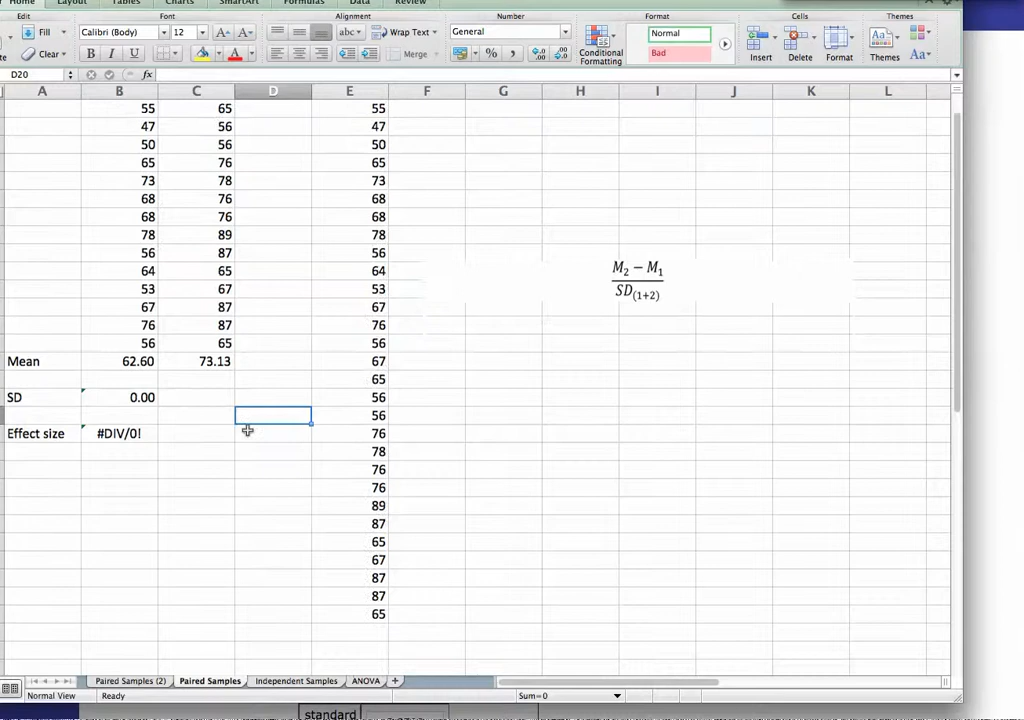 Home Layout Tables Charts SmartArt Formulas Data Review
Edit Font Alignment Number Format Cells Themes
Fill Calibri (Body) 12 A A abc Wrap Text General Normal
Clear B I U A Merge % , Conditional Formatting Bad Insert Delete Format Themes Aa
D20 fx
A B C D E F G H I J K L
55 65 55
47 56 47
50 56 50
65 76 65
73 78 73
68 76 68
68 76 68
78 89 78
56 87 56
64 65 64
53 67 53
67 87 67
76 87 76
56 65 56
Mean 62.60 73.13 67
65
SD 0.00 56
56
Effect size #DIV/0! 76
78
76
76
89
87
65
67
87
87
65
M₂ − M₁
SD₍₁₊₂₎
Paired Samples (2) Paired Samples Independent Samples ANOVA +
Normal View Ready Sum=0
standard